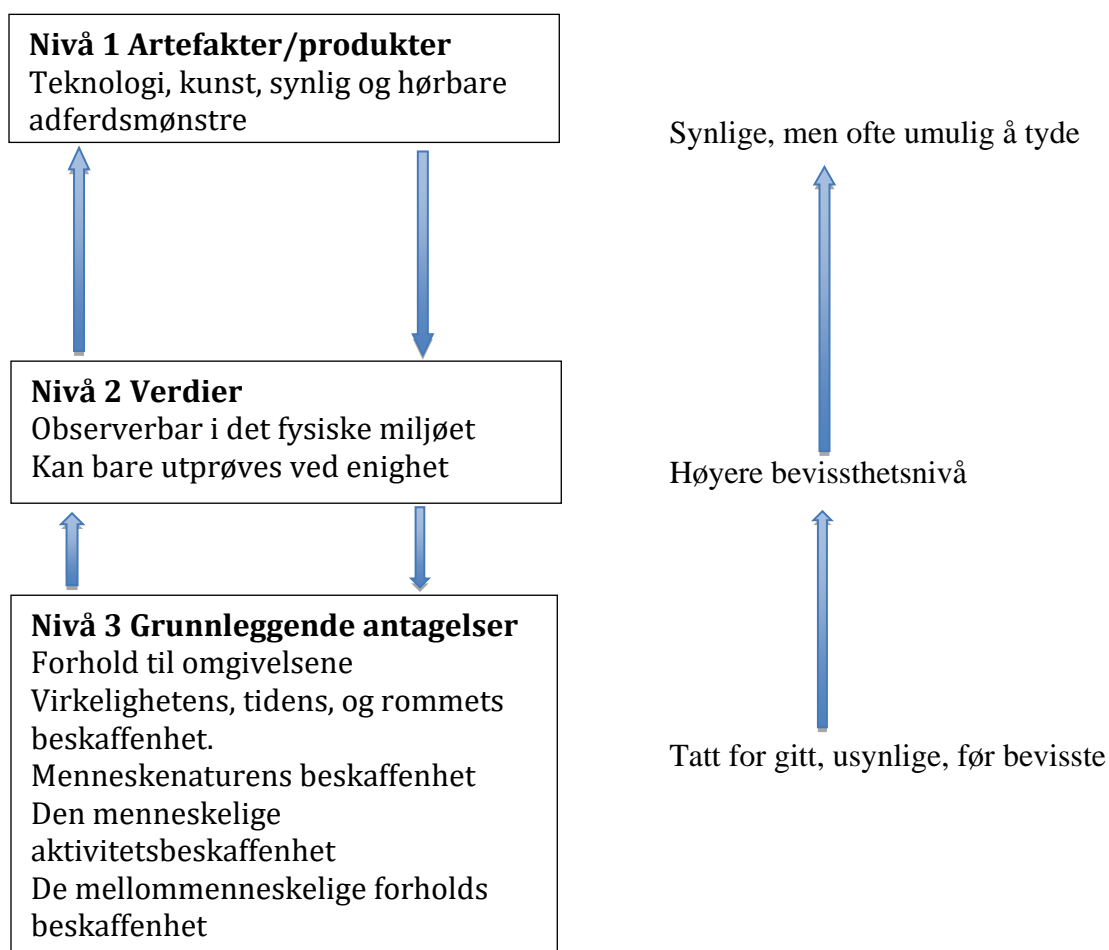 Nivå 1 Artefakter/produkter
Teknologi, kunst, synlig og hørbare
adferdsmønstre
Synlige, men ofte umulig å tyde
Nivå 2 Verdier
Observerbar i det fysiske miljøet
Kan bare utprøves ved enighet
Høyere bevissthetsnivå
Nivå 3 Grunnleggende antagelser
Forhold til omgivelsene
Virkelighetens, tidens, og rommets
beskaffenhet.
Menneskenaturens beskaffenhet
Den menneskelige
aktivitetsbeskaffenhet
De mellommenneskelige forholds
beskaffenhet
Tatt for gitt, usynlige, før bevisste